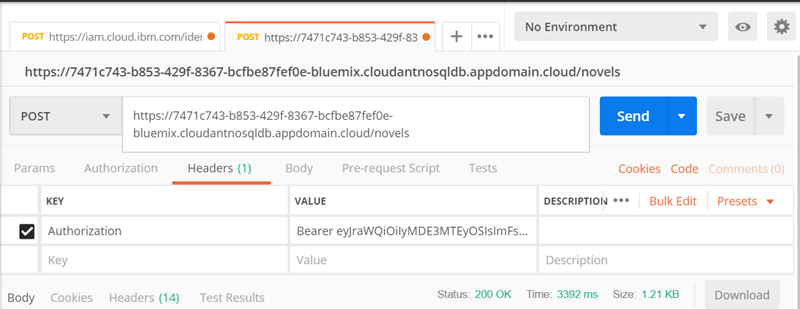 POST https://iam.cloud.ibm.com/iden
POST https://7471c743-b853-429f-83
+ •••
No Environment
https://7471c743-b853-429f-8367-bcfbe87fef0e-bluemix.cloudantnosqldb.appdomain.cloud/novels
POST
https://7471c743-b853-429f-8367-bcfbe87fef0e-
bluemix.cloudantnosqldb.appdomain.cloud/novels
Send
Save
Params Authorization Headers (1) Body Pre-request Script Tests
Cookies Code Comments (0)
KEY VALUE DESCRIPTION ••• Bulk Edit Presets
Authorization Bearer eyJraWQiOiIyMDE3MTEyOSIsImFs...
Key Value Description
Body Cookies Headers (14) Test Results Status: 200 OK Time: 3392 ms Size: 1.21 KB Download